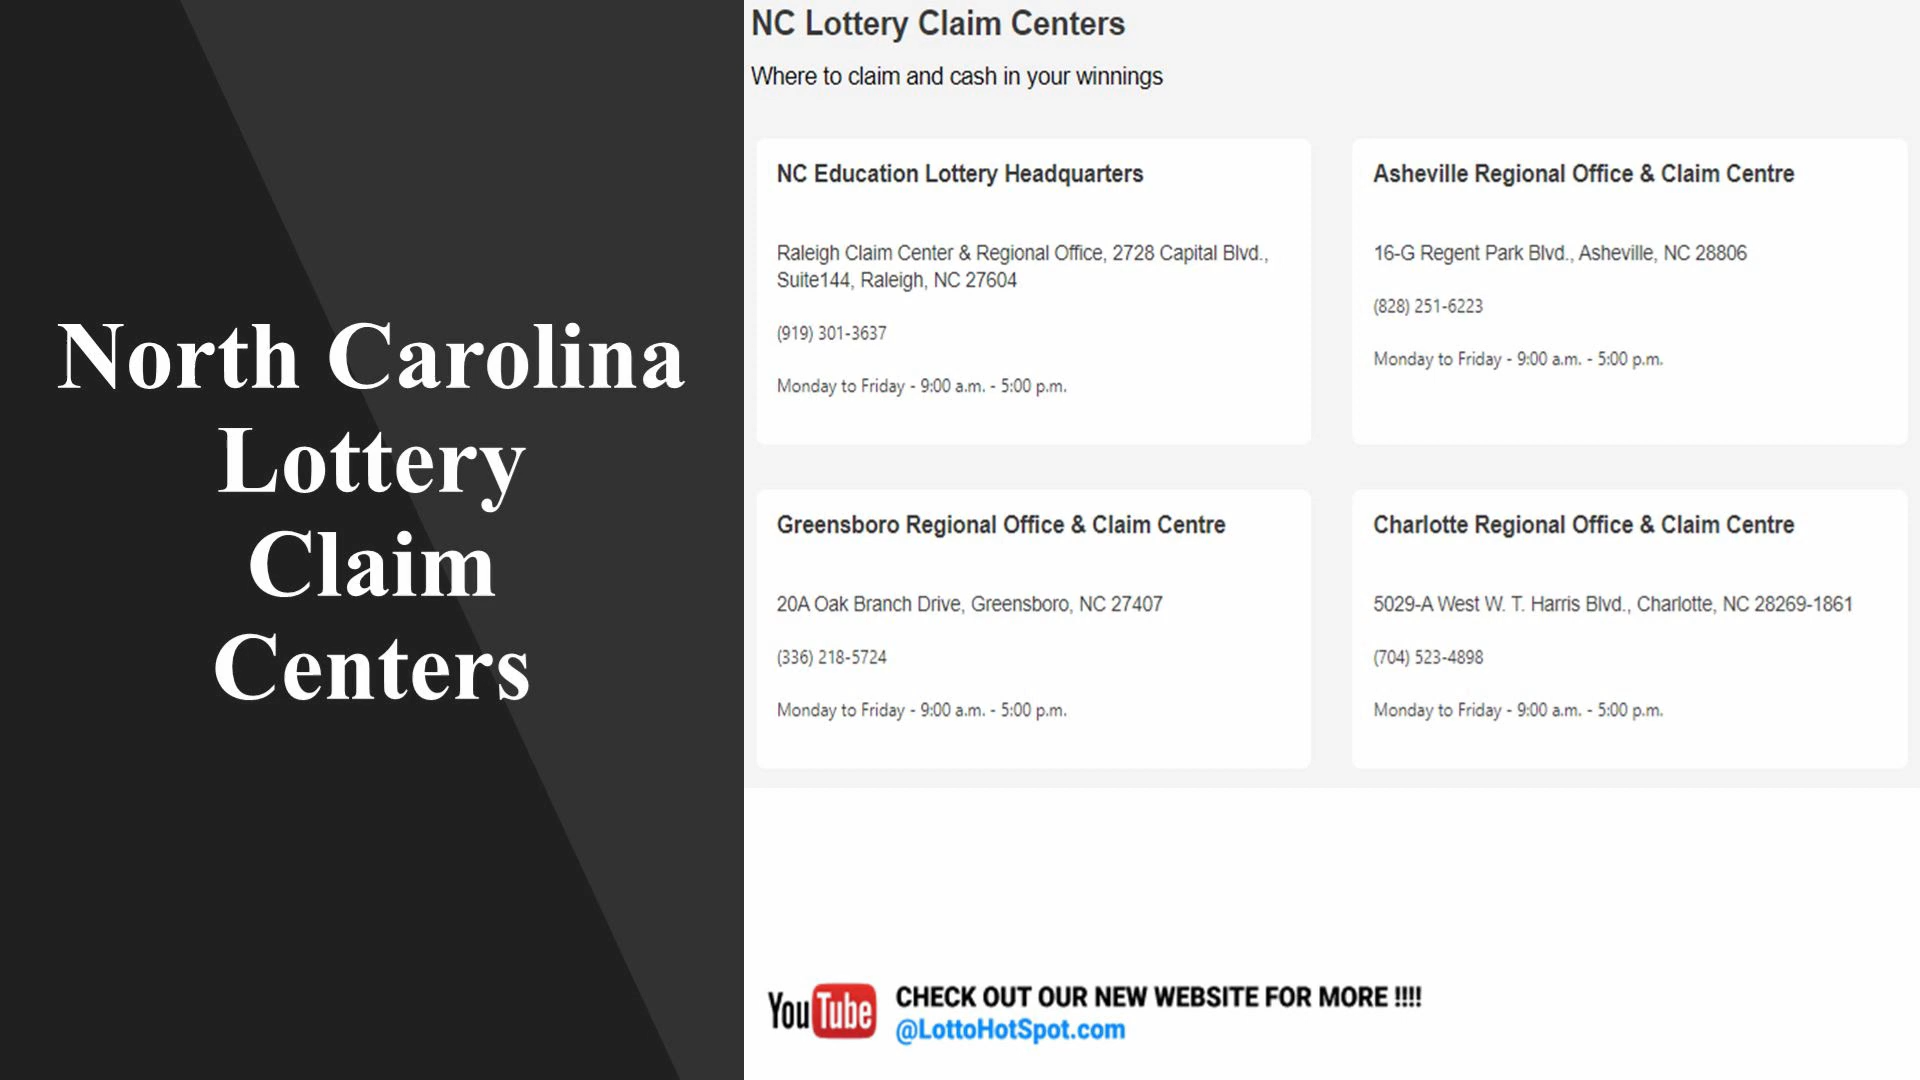 North Carolina
Lottery
Claim
Centers
NC Lottery Claim Centers
Where to claim and cash in your winnings
NC Education Lottery Headquarters
Raleigh Claim Center & Regional Office, 2728 Capital Blvd.,
Suite144, Raleigh, NC 27604
(919) 301-3637
Monday to Friday - 9:00 a.m. - 5:00 p.m.
Asheville Regional Office & Claim Centre
16-G Regent Park Blvd., Asheville, NC 28806
(828) 251-6223
Monday to Friday - 9:00 a.m. - 5:00 p.m.
Greensboro Regional Office & Claim Centre
20A Oak Branch Drive, Greensboro, NC 27407
(336) 218-5724
Monday to Friday - 9:00 a.m. - 5:00 p.m.
Charlotte Regional Office & Claim Centre
5029-A West W. T. Harris Blvd., Charlotte, NC 28269-1861
(704) 523-4898
Monday to Friday - 9:00 a.m. - 5:00 p.m.
YouTube
CHECK OUT OUR NEW WEBSITE FOR MORE !!!!
@LottoHotSpot.com